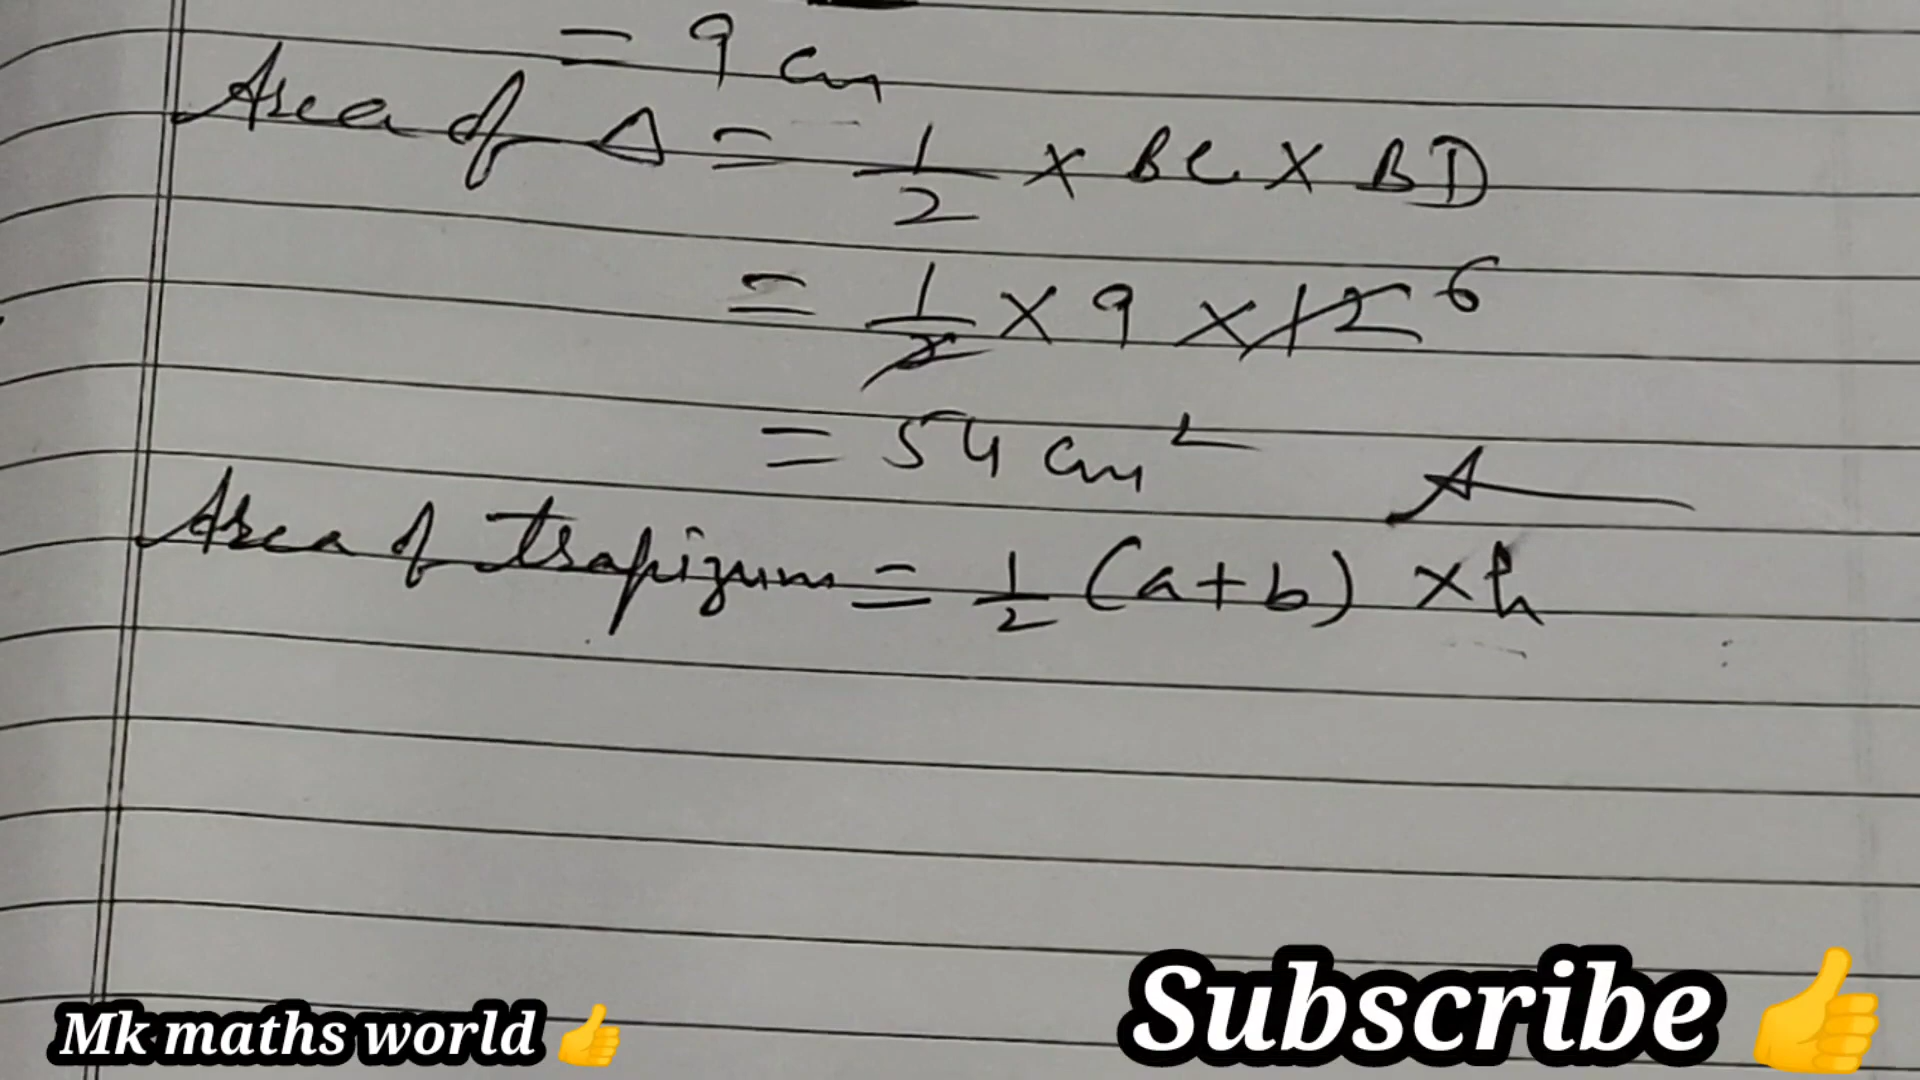 = 9 cm
Area of Δ = 1/2 × BC × BD
= 1/2 × 9 × 12 6
= 54 cm²
A
Area of trapizum = 1/2 (a+b) × h
Mk maths world 👍
Subscribe 👍